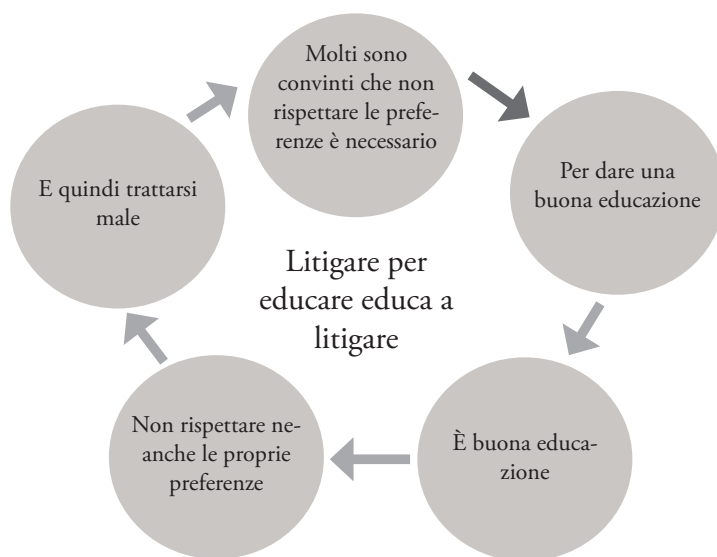 Molti sono
convinti che non
rispettare le prefe-
renze è necessario
Per dare una
buona educazione
È buona educa-
zione
Non rispettare ne-
anche le proprie
preferenze
E quindi trattarsi
male
Litigare per
educare educa a
litigare